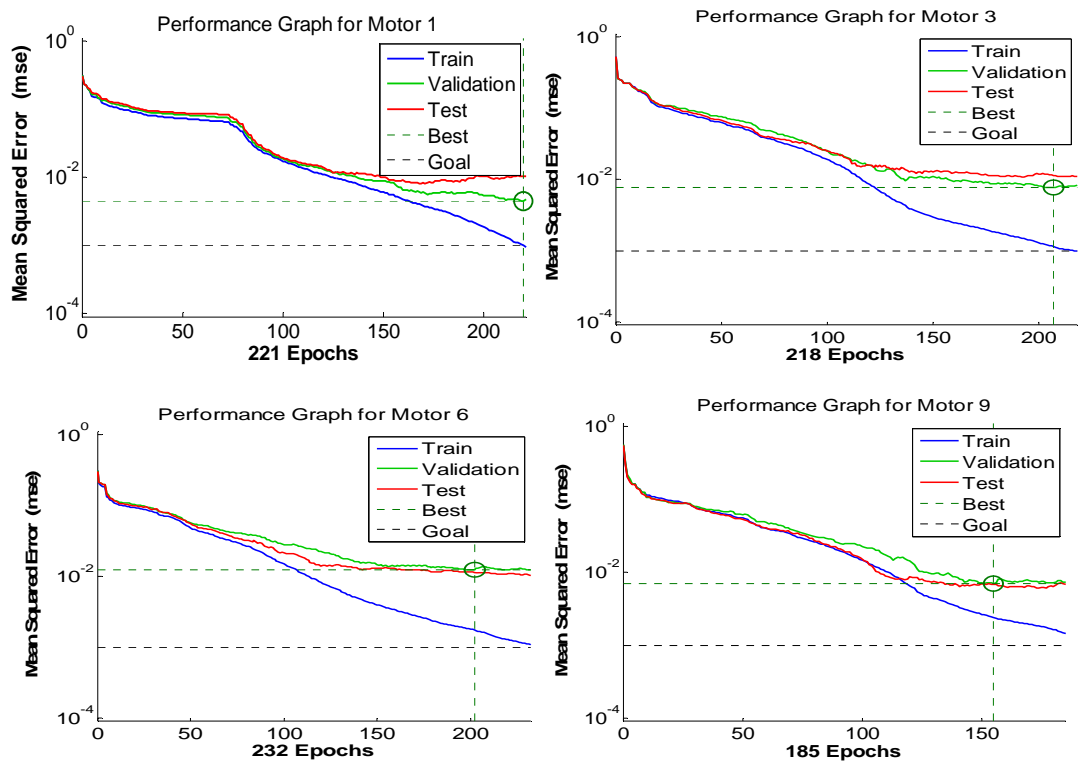 Performance Graph for Motor 1
Mean Squared Error (mse)
10^0
10^-2
10^-4
Train
Validation
Test
Best
Goal
0 50 100 150 200
221 Epochs
Performance Graph for Motor 3
Mean Squared Error (mse)
10^0
10^-2
10^-4
Train
Validation
Test
Best
Goal
0 50 100 150 200
218 Epochs
Performance Graph for Motor 6
Mean Squared Error (mse)
10^0
10^-2
10^-4
Train
Validation
Test
Best
Goal
0 50 100 150 200
232 Epochs
Performance Graph for Motor 9
Mean Squared Error (mse)
10^0
10^-2
10^-4
Train
Validation
Test
Best
Goal
0 50 100 150
185 Epochs